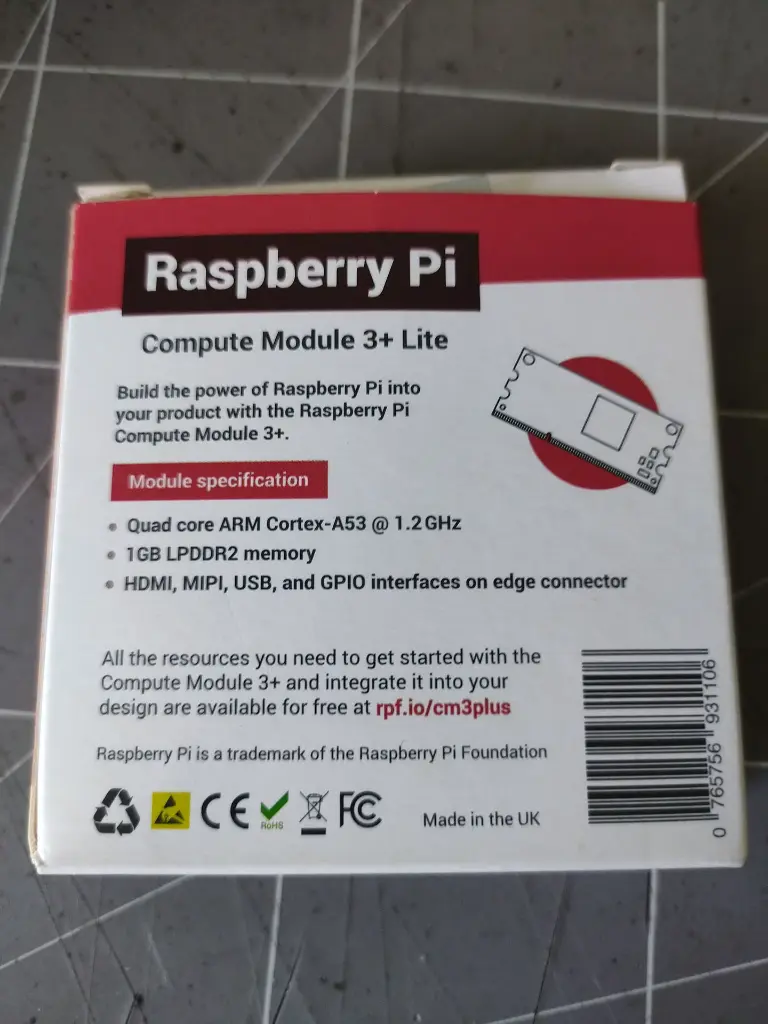 Raspberry Pi
Compute Module 3+ Lite
Build the power of Raspberry Pi into
your product with the Raspberry Pi
Compute Module 3+.
Module specification
• Quad core ARM Cortex-A53 @ 1.2GHz
• 1GB LPDDR2 memory
• HDMI, MIPI, USB, and GPIO interfaces on edge connector
All the resources you need to get started with the
Compute Module 3+ and integrate it into your
design are available for free at rpf.io/cm3plus
Raspberry Pi is a trademark of the Raspberry Pi Foundation
CE
RoHS
FC
Made in the UK
0 765756 931106